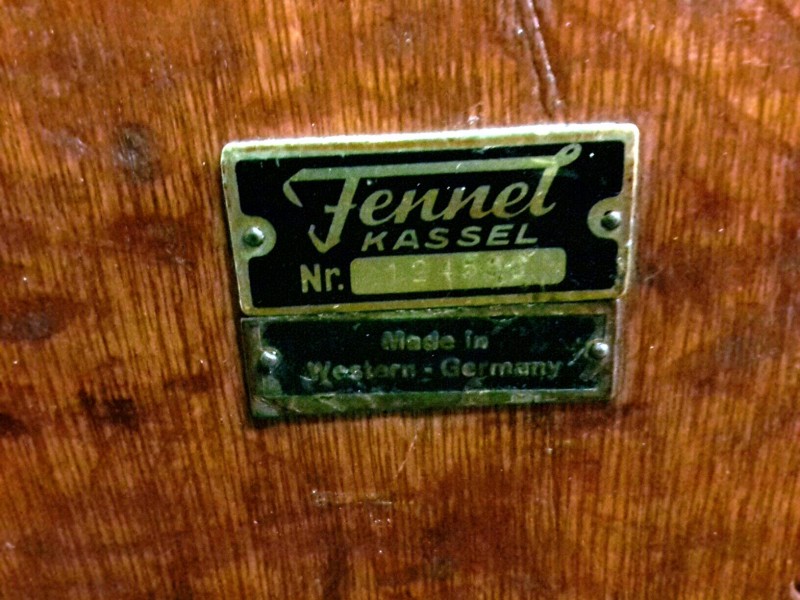 Fennel
KASSEL
Nr.
Made in
Western - Germany